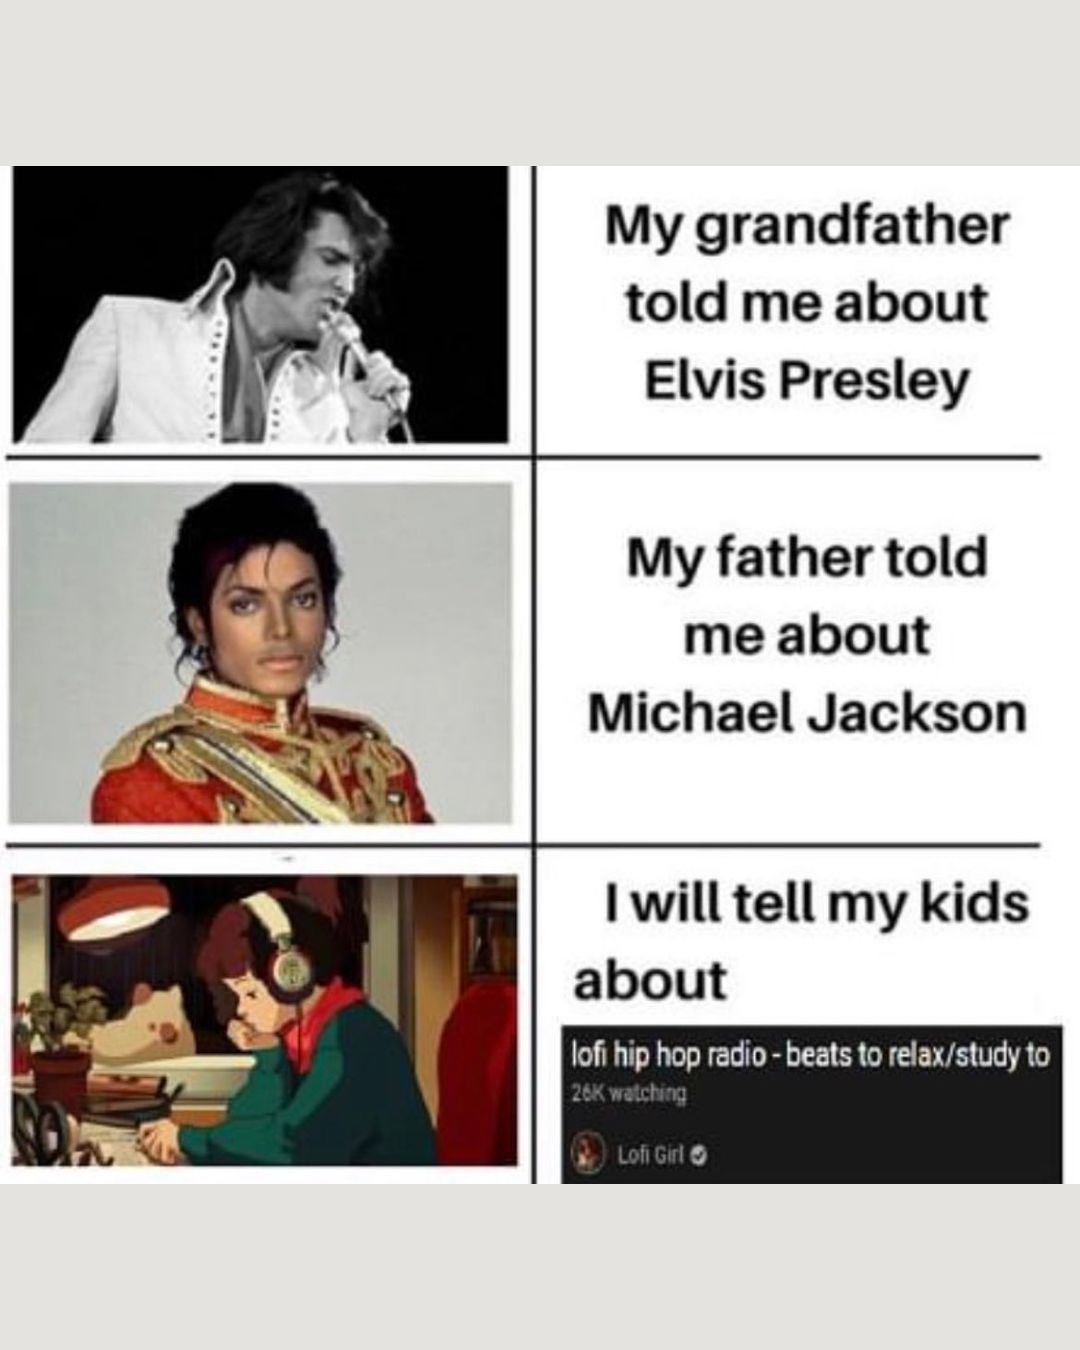 My grandfather
told me about
Elvis Presley
My father told
me about
Michael Jackson
I will tell my kids
about
lofi hip hop radio - beats to relax/study to
26K watching
Lofi Girl